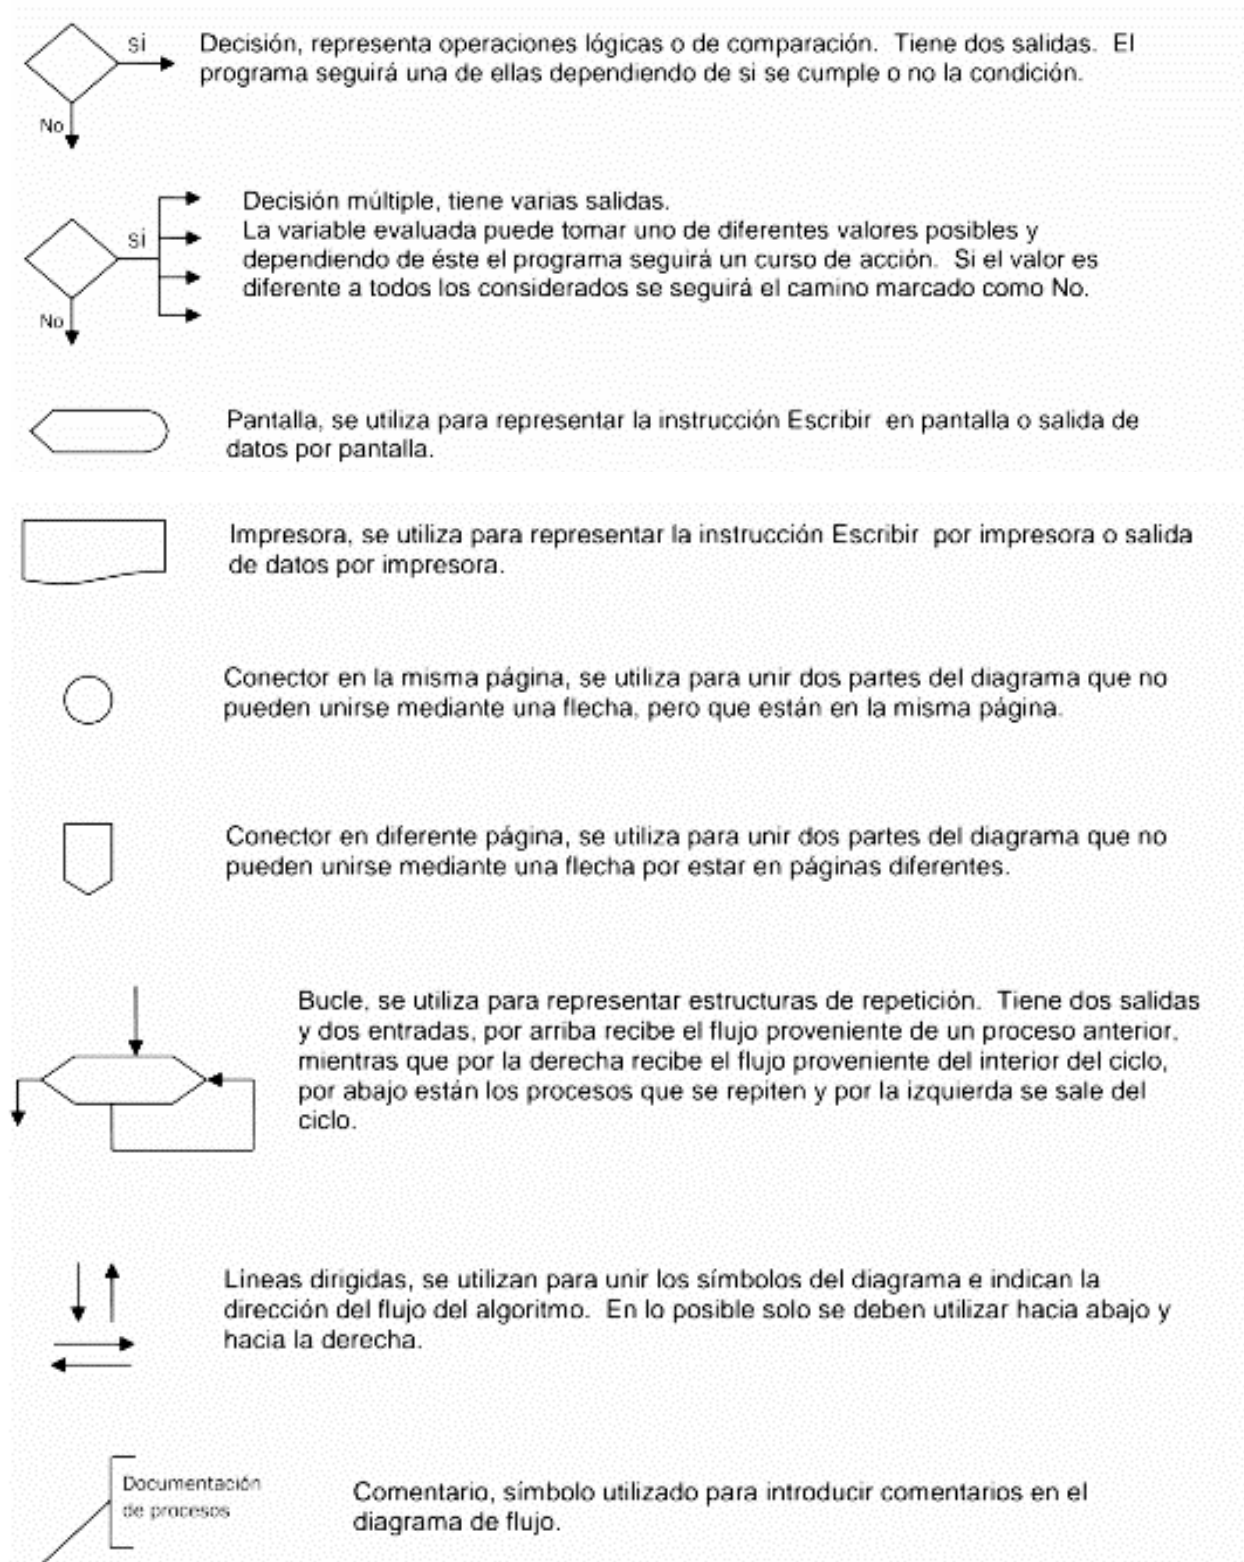 si
Decisión, representa operaciones lógicas o de comparación. Tiene dos salidas. El
programa seguirá una de ellas dependiendo de si se cumple o no la condición.
No
Decisión múltiple, tiene varias salidas.
si
La variable evaluada puede tomar uno de diferentes valores posibles y
dependiendo de éste el programa seguirá un curso de acción. Si el valor es
diferente a todos los considerados se seguirá el camino marcado como No.
No
Pantalla, se utiliza para representar la instrucción Escribir en pantalla o salida de
datos por pantalla.
Impresora, se utiliza para representar la instrucción Escribir por impresora o salida
de datos por impresora.
Conector en la misma página, se utiliza para unir dos partes del diagrama que no
pueden unirse mediante una flecha, pero que están en la misma página.
Conector en diferente página, se utiliza para unir dos partes del diagrama que no
pueden unirse mediante una flecha por estar en páginas diferentes.
Bucle, se utiliza para representar estructuras de repetición. Tiene dos salidas
y dos entradas, por arriba recibe el flujo proveniente de un proceso anterior,
mientras que por la derecha recibe el flujo proveniente del interior del ciclo,
por abajo están los procesos que se repiten y por la izquierda se sale del
ciclo.
Líneas dirigidas, se utilizan para unir los símbolos del diagrama e indican la
dirección del flujo del algoritmo. En lo posible solo se deben utilizar hacia abajo y
hacia la derecha.
Documentación
de procesos
Comentario, símbolo utilizado para introducir comentarios en el
diagrama de flujo.